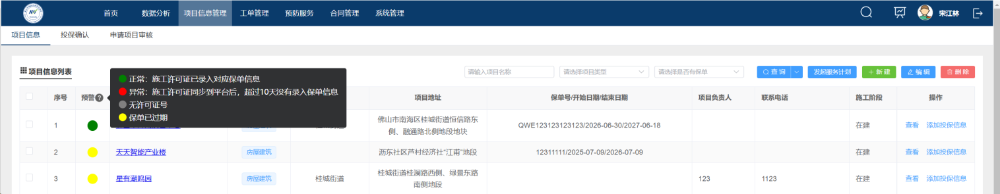 首页 数据分析 项目信息管理 工单管理 预防服务 合同管理 系统管理 宋江林
项目信息 投保确认 申请项目审核
项目信息列表 请输入项目名称 请选择项目类型 请选择是否有保单 查询 发起服务计划 新建 编辑 删除
正常：施工许可证已录入对应保单信息
异常：施工许可证同步到平台后，超过10天没有录入保单信息
无许可证号
保单已过期
序号 预警 项目地址 保单号/开始日期/结束日期 项目负责人 联系电话 施工阶段 操作
1 佛山市南海区桂城街道恒信路东侧、融通路北侧地段地块 QWE123123123123/2026-06-30/2027-06-18 在建 查看 添加投保信息
2 天天智能产业楼 房屋建筑 沥东社区芦村经济社“江甫”地段 12311111/2025-07-09/2026-07-09 在建 查看 添加投保信息
3 星有潮鸣园 房屋建筑 桂城街道 桂城街道桂澜路西侧、绿景东路南侧地段 123 1123 在建 查看 添加投保信息